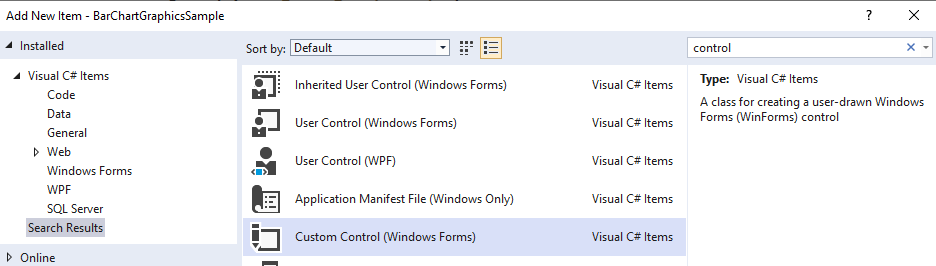 Add New Item - BarChartGraphicsSample
Installed
Sort by: Default
control
Visual C# Items
Code
Data
General
Web
Windows Forms
WPF
SQL Server
Search Results
Online
Inherited User Control (Windows Forms) Visual C# Items
User Control (Windows Forms) Visual C# Items
User Control (WPF) Visual C# Items
Application Manifest File (Windows Only) Visual C# Items
Custom Control (Windows Forms) Visual C# Items
Type: Visual C# Items
A class for creating a user-drawn Windows
Forms (WinForms) control